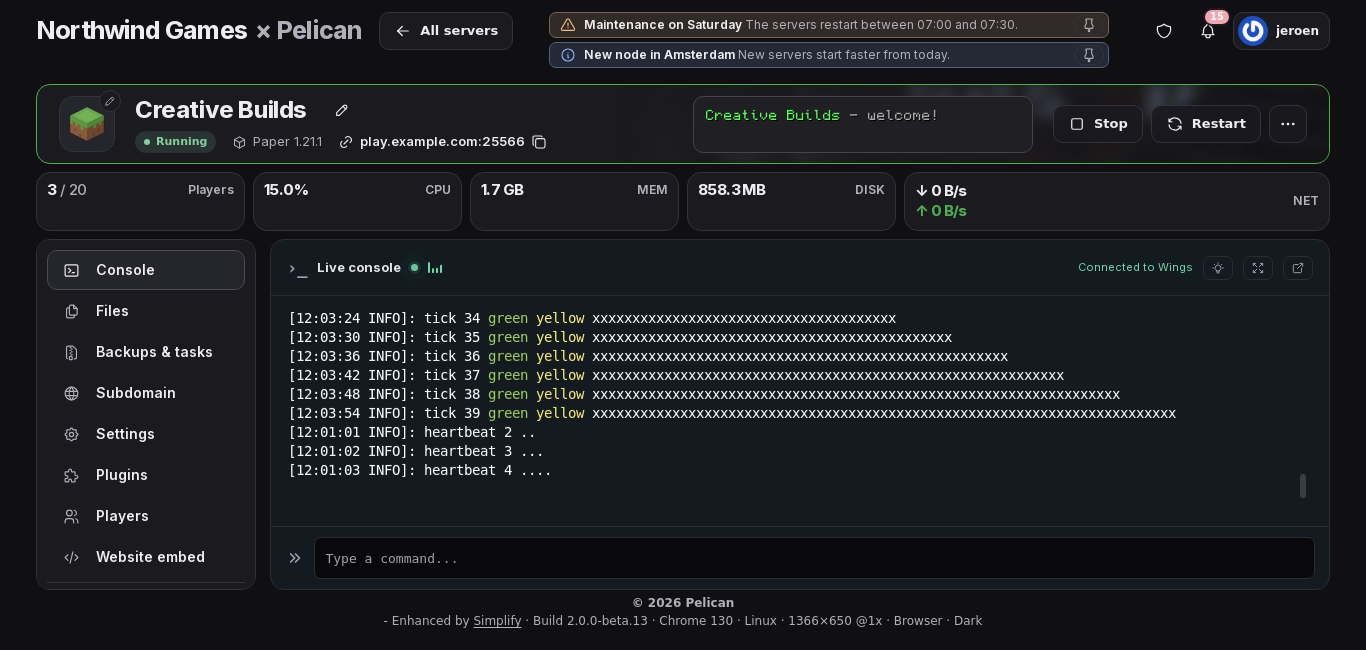 Northwind Games × Pelican
All servers
Maintenance on Saturday The servers restart between 07:00 and 07:30.
New node in Amsterdam New servers start faster from today.
15
jeroen
Creative Builds
Running
Paper 1.21.1
play.example.com:25566
Creative Builds – welcome!
Stop
Restart
3 / 20 Players
15.0% CPU
1.7 GB MEM
858.3 MB DISK
↓ 0 B/s
↑ 0 B/s
NET
Console
Files
Backups & tasks
Subdomain
Settings
Plugins
Players
Website embed
Live console
Connected to Wings
[12:03:24 INFO]: tick 34 green yellow xxxxxxxxxxxxxxxxxxxxxxxxxxxxxxxxxxxxxx
[12:03:30 INFO]: tick 35 green yellow xxxxxxxxxxxxxxxxxxxxxxxxxxxxxxxxxxxxxxxxxxxxx
[12:03:36 INFO]: tick 36 green yellow xxxxxxxxxxxxxxxxxxxxxxxxxxxxxxxxxxxxxxxxxxxxxxxxxxxx
[12:03:42 INFO]: tick 37 green yellow xxxxxxxxxxxxxxxxxxxxxxxxxxxxxxxxxxxxxxxxxxxxxxxxxxxxxxxxxxx
[12:03:48 INFO]: tick 38 green yellow xxxxxxxxxxxxxxxxxxxxxxxxxxxxxxxxxxxxxxxxxxxxxxxxxxxxxxxxxxxxxxxxxx
[12:03:54 INFO]: tick 39 green yellow xxxxxxxxxxxxxxxxxxxxxxxxxxxxxxxxxxxxxxxxxxxxxxxxxxxxxxxxxxxxxxxxxxxxxxxxx
[12:01:01 INFO]: heartbeat 2 ..
[12:01:02 INFO]: heartbeat 3 ...
[12:01:03 INFO]: heartbeat 4 ....
Type a command...
© 2026 Pelican
- Enhanced by Simplify · Build 2.0.0-beta.13 · Chrome 130 · Linux · 1366×650 @1x · Browser · Dark